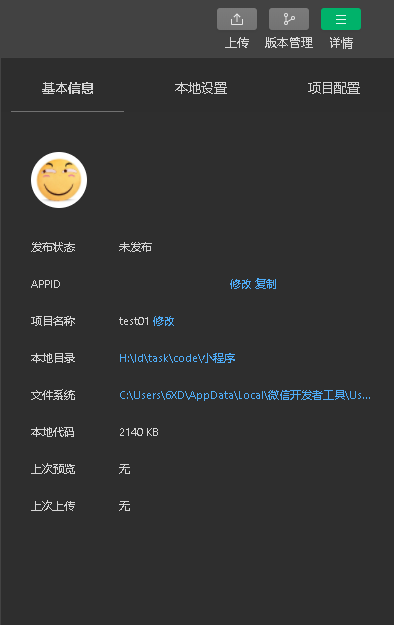 上传 版本管理 详情
基本信息 本地设置 项目配置
发布状态 未发布
APPID 修改 复制
项目名称 test01 修改
本地目录 H:\ld\task\code\小程序
文件系统 C:\Users\6XD\AppData\Local\微信开发者工具\Us...
本地代码 2140 KB
上次预览 无
上次上传 无